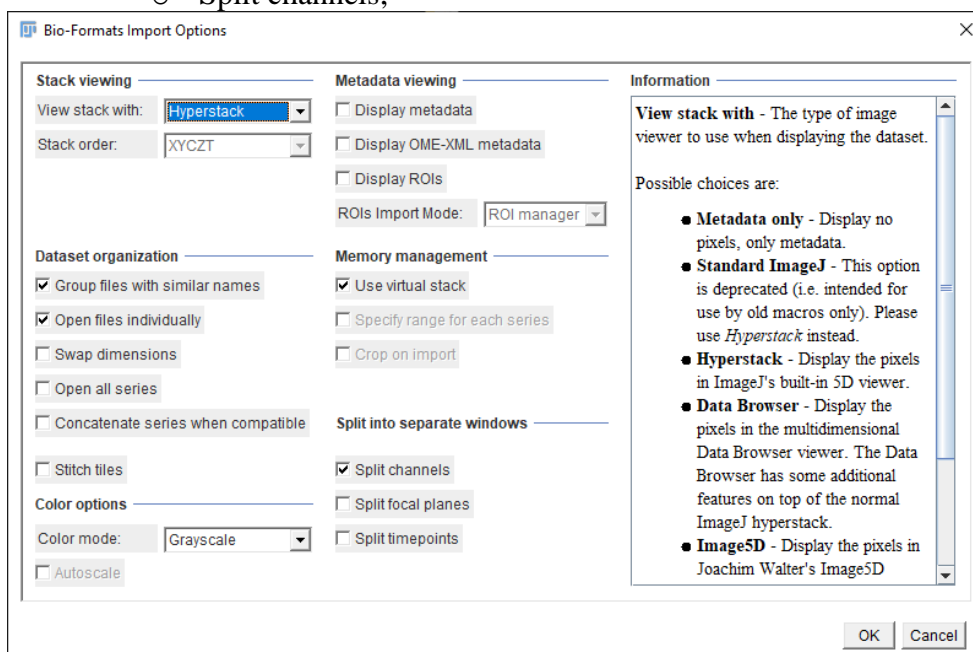 ○ Split channels;
Bio-Formats Import Options
Stack viewing
View stack with: Hyperstack
Stack order: XYCZT
Metadata viewing
Display metadata
Display OME-XML metadata
Display ROIs
ROIs Import Mode: ROI manager
Dataset organization
Group files with similar names
Open files individually
Swap dimensions
Open all series
Concatenate series when compatible
Stitch tiles
Memory management
Use virtual stack
Specify range for each series
Crop on import
Split into separate windows
Split channels
Split focal planes
Split timepoints
Color options
Color mode: Grayscale
Autoscale
Information
View stack with - The type of image
viewer to use when displaying the dataset.
Possible choices are:
● Metadata only - Display no
pixels, only metadata.
● Standard ImageJ - This option
is deprecated (i.e. intended for
use by old macros only). Please
use Hyperstack instead.
● Hyperstack - Display the pixels
in ImageJ's built-in 5D viewer.
● Data Browser - Display the
pixels in the multidimensional
Data Browser viewer. The Data
Browser has some additional
features on top of the normal
ImageJ hyperstack.
● Image5D - Display the pixels in
Joachim Walter's Image5D
OK Cancel